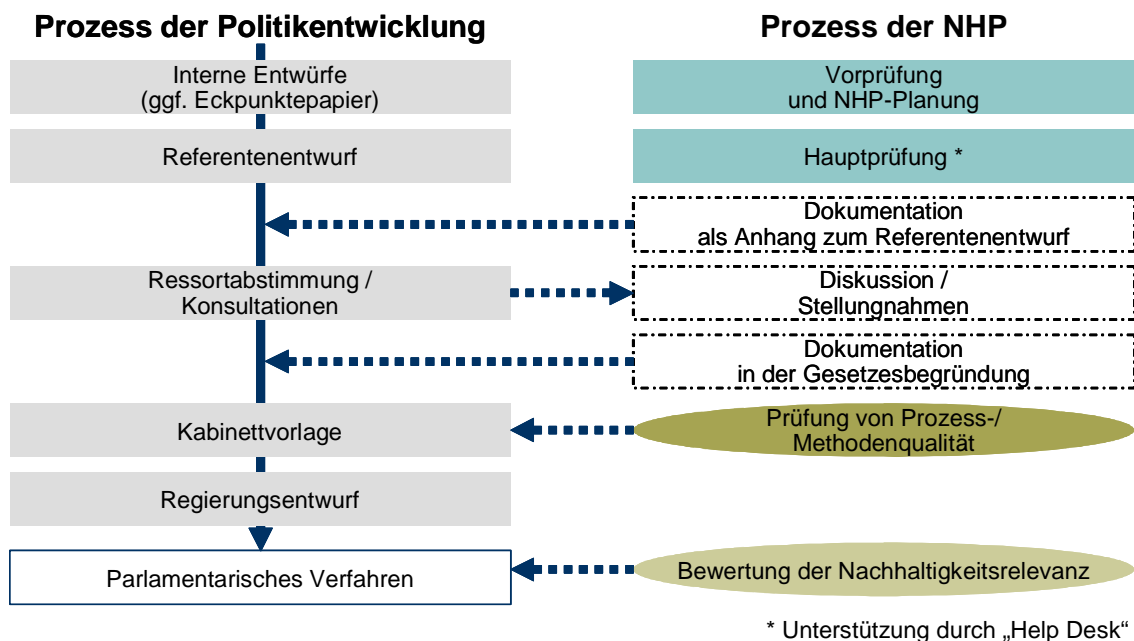 Prozess der Politikentwicklung
Prozess der NHP
Interne Entwürfe
(ggf. Eckpunktepapier)
Vorprüfung
und NHP-Planung
Referentenentwurf
Hauptprüfung *
Dokumentation
als Anhang zum Referentenentwurf
Ressortabstimmung /
Konsultationen
Diskussion /
Stellungnahmen
Dokumentation
in der Gesetzesbegründung
Kabinettvorlage
Prüfung von Prozess-/
Methodenqualität
Regierungsentwurf
Parlamentarisches Verfahren
Bewertung der Nachhaltigkeitsrelevanz
* Unterstützung durch „Help Desk“